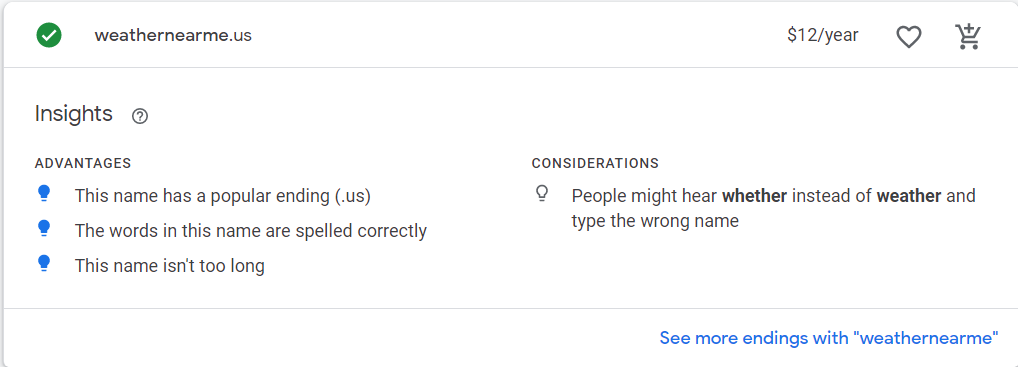 weathernearme.us
$12/year
Insights
ADVANTAGES
This name has a popular ending (.us)
The words in this name are spelled correctly
This name isn't too long
CONSIDERATIONS
People might hear whether instead of weather and
type the wrong name
See more endings with "weathernearme"